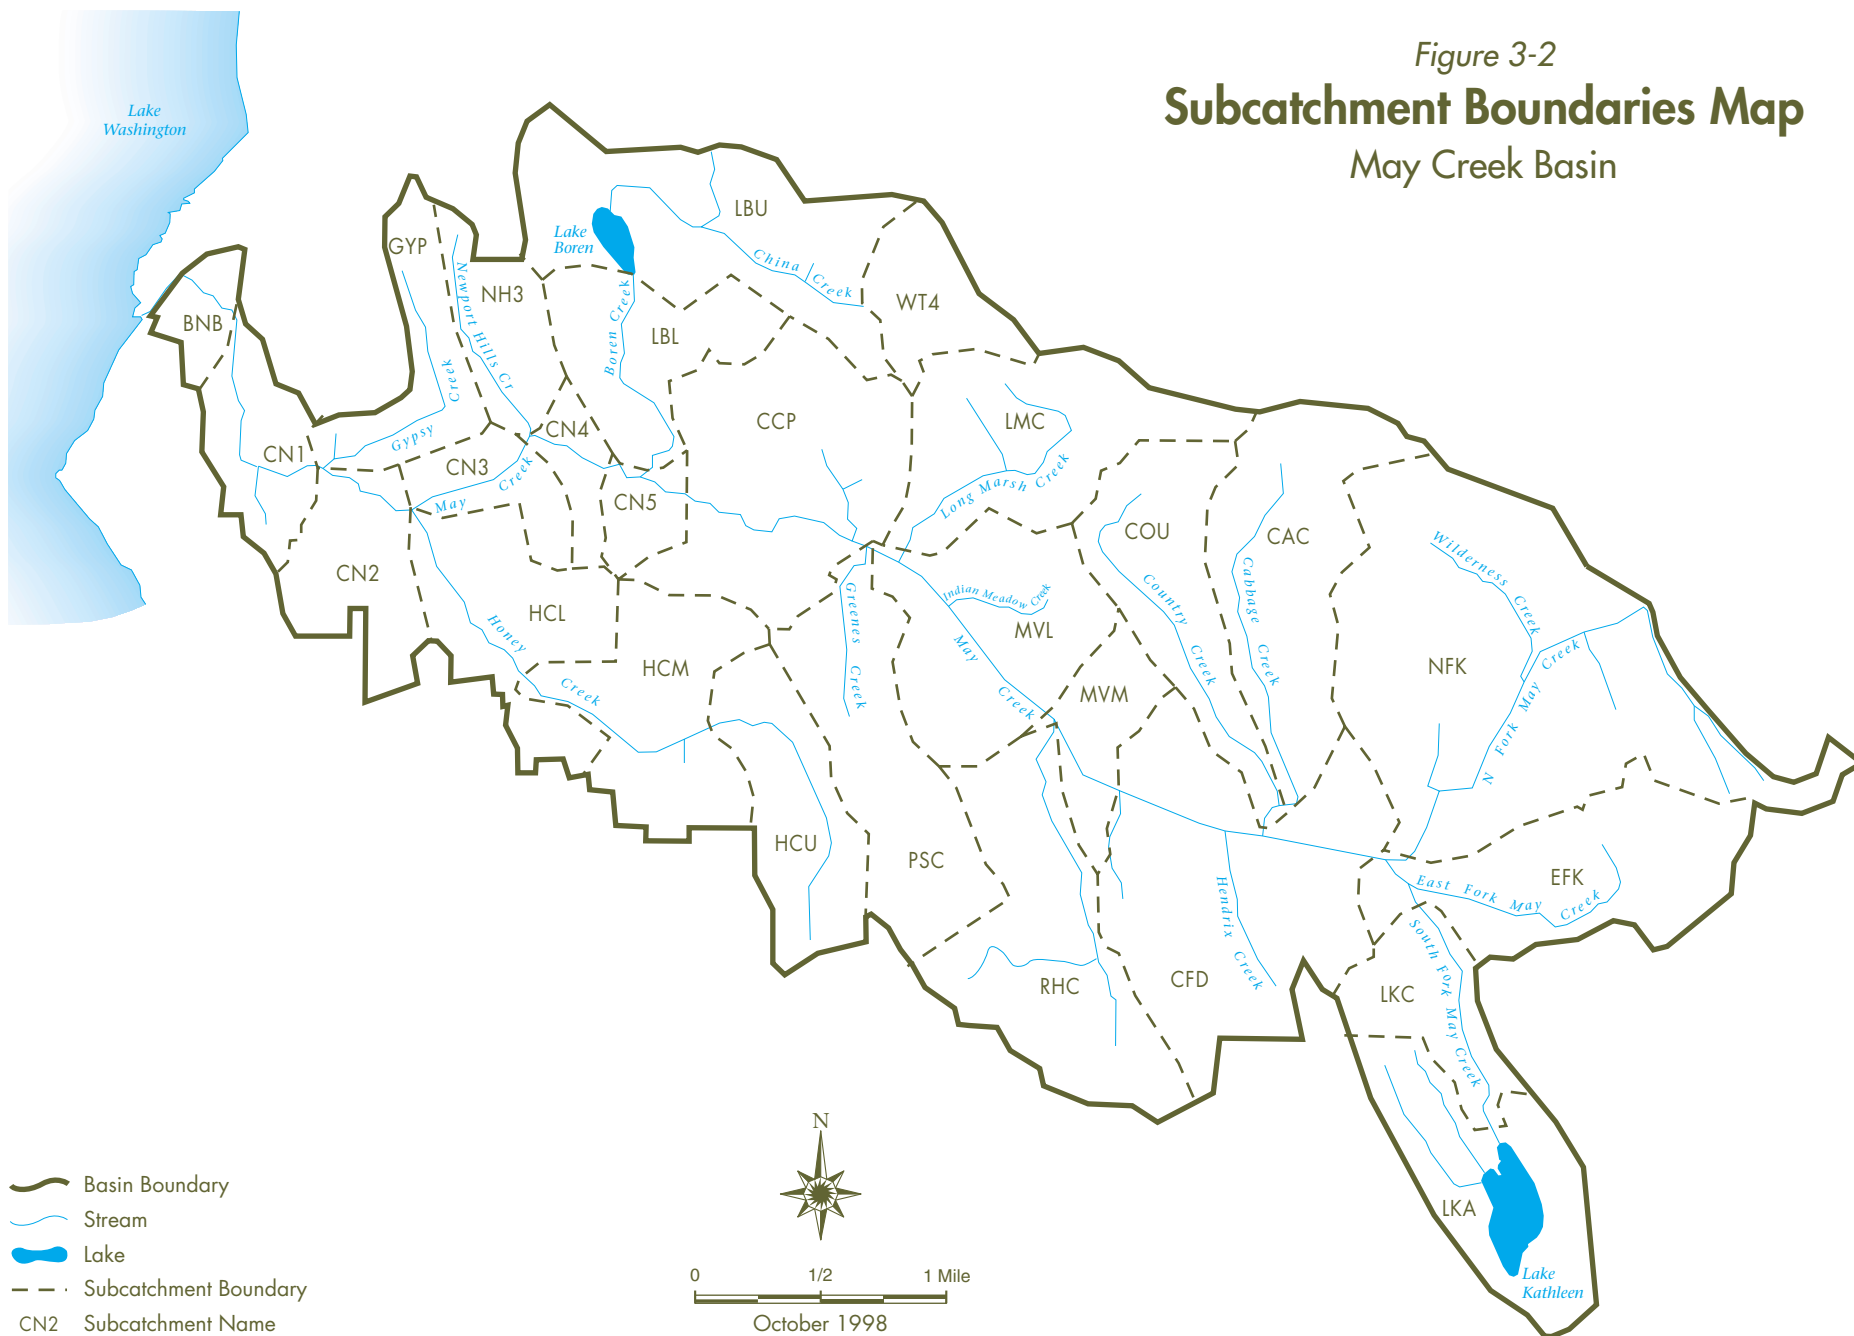 Figure 3-2
Subcatchment Boundaries Map
May Creek Basin
Lake
Washington
LBU
GYP
Lake
Boren
China Creek
NH3
WT4
BNB
Newport Hills Cr
Boren Creek
LBL
Creek
Gypsy
CCP
LMC
CN4
CN1
CN3
May Creek
CN5
Long Marsh Creek
COU
CAC
Wilderness Creek
CN2
HCL
Honey Creek
Greenes Creek
Indian Meadow Creek
MVL
May Creek
Country Creek
Cabbage Creek
HCM
MVM
NFK
N Fork May Creek
HCU
PSC
Hendrix Creek
EFK
East Fork May Creek
South Fork May Creek
RHC
CFD
LKC
LKA
Lake
Kathleen
N
Basin Boundary
Stream
Lake
Subcatchment Boundary
CN2 Subcatchment Name
0 1/2 1 Mile
October 1998